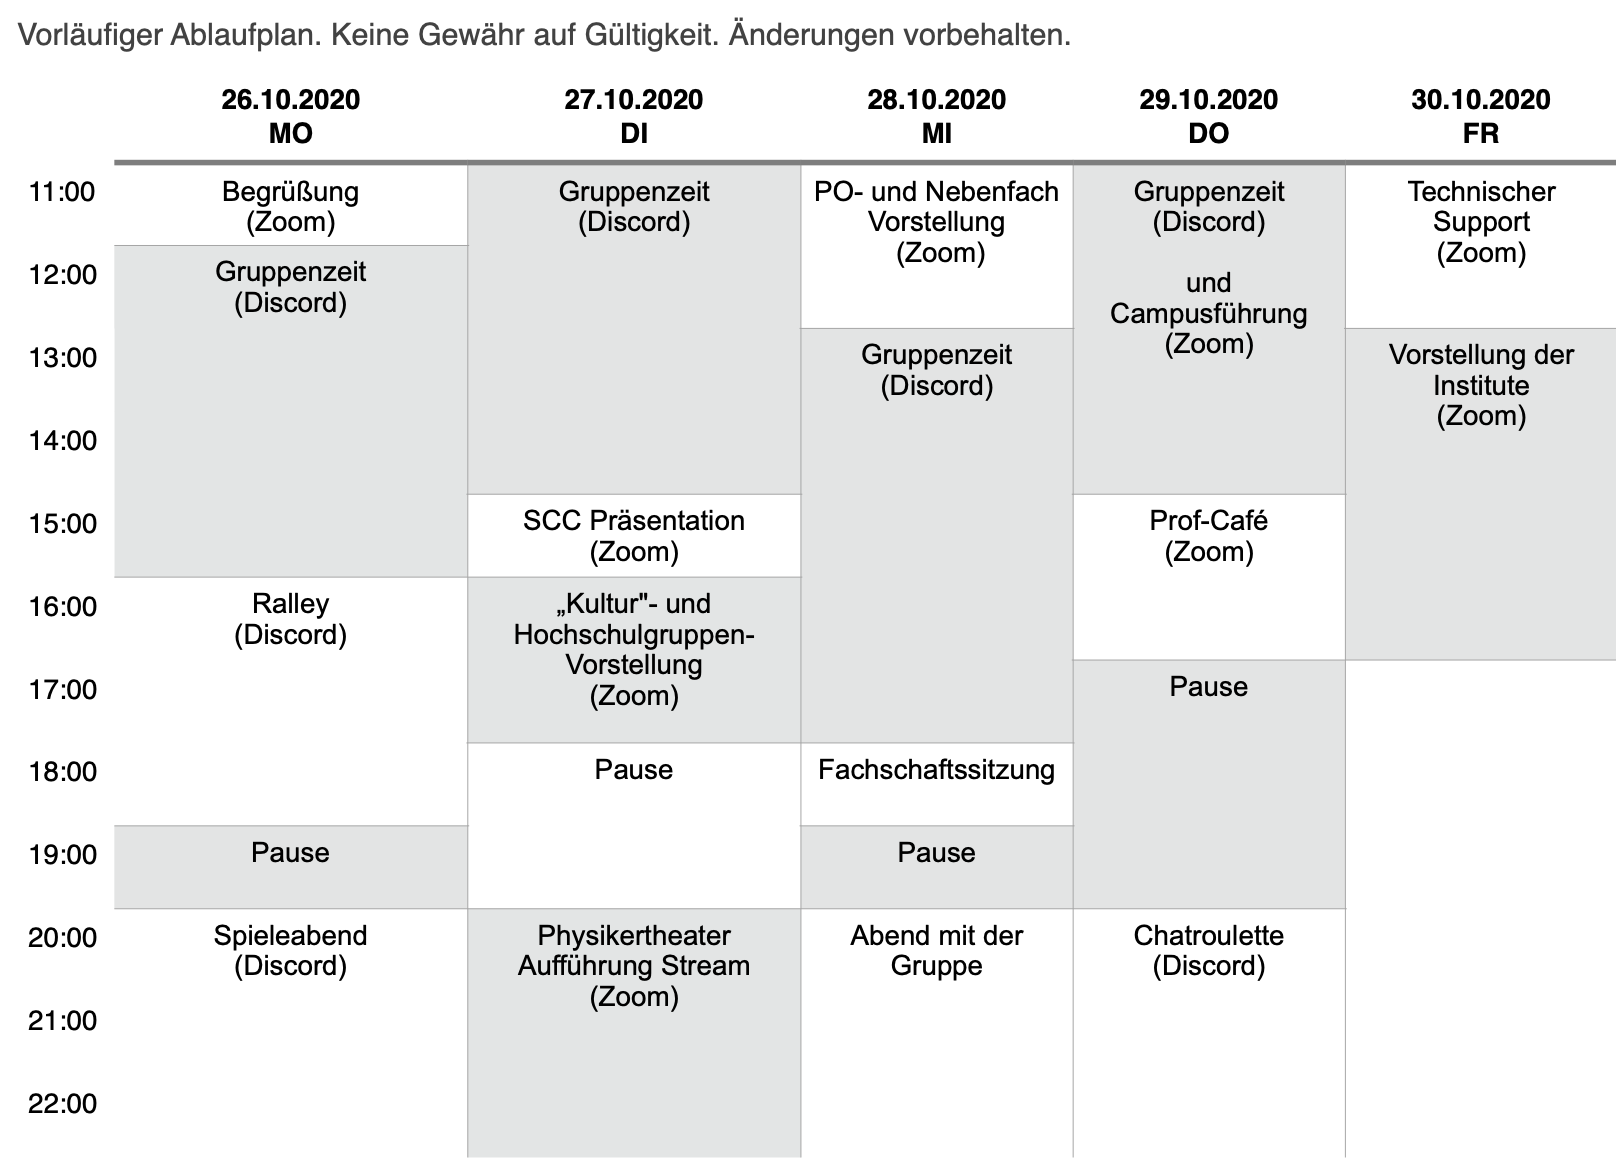 Vorläufiger Ablaufplan. Keine Gewähr auf Gültigkeit. Änderungen vorbehalten.
26.10.2020 27.10.2020 28.10.2020 29.10.2020 30.10.2020
MO DI MI DO FR
11:00 Begrüßung Gruppenzeit PO- und Nebenfach Gruppenzeit Technischer
(Zoom) (Discord) Vorstellung (Discord) Support
(Zoom) (Zoom)
12:00 Gruppenzeit und
(Discord) Campusführung
(Zoom)
13:00 Gruppenzeit Vorstellung der
(Discord) Institute
(Zoom)
14:00
15:00 SCC Präsentation Prof-Café
(Zoom) (Zoom)
16:00 Ralley „Kultur"- und
(Discord) Hochschulgruppen-
Vorstellung
(Zoom)
17:00 Pause
18:00 Pause Fachschaftssitzung
19:00 Pause Pause
20:00 Spieleabend Physikertheater Abend mit der Chatroulette
(Discord) Aufführung Stream Gruppe (Discord)
(Zoom)
21:00
22:00